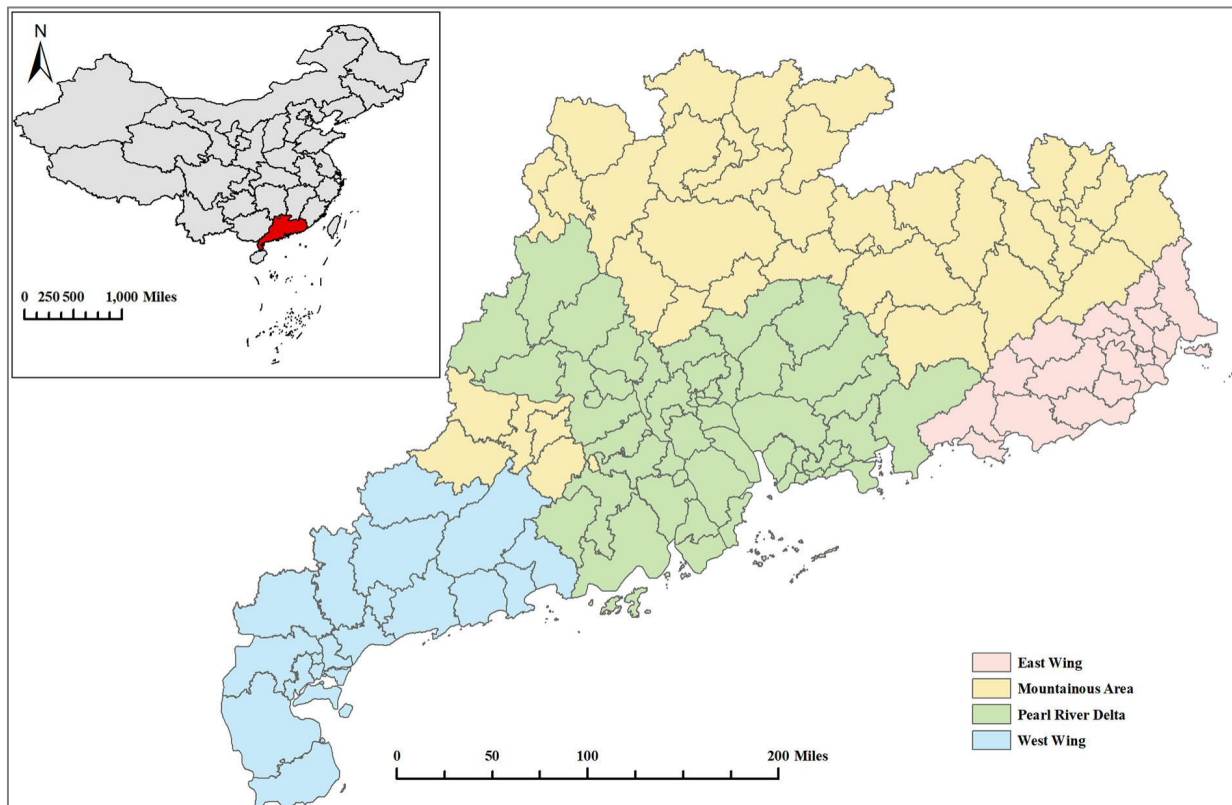 N
0 250 500 1,000 Miles
East Wing
Mountainous Area
Pearl River Delta
West Wing
0 50 100 200 Miles